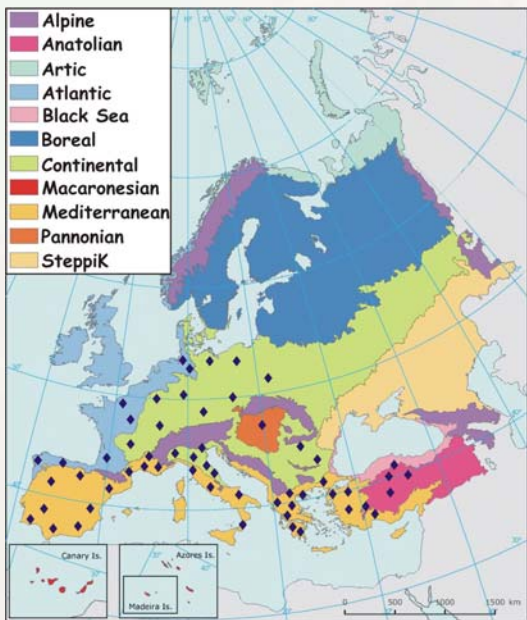 Alpine
Anatolian
Artic
Atlantic
Black Sea
Boreal
Continental
Macaronesian
Mediterranean
Pannonian
SteppiK
Canary Is.
Azores Is.
Madeira Is.
0 500 1000 1500 km